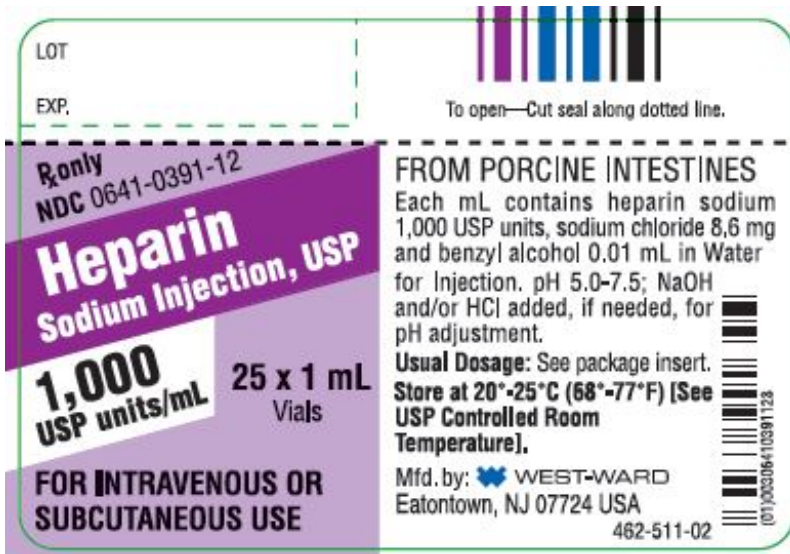 LOT
EXP.
To open—Cut seal along dotted line.
℞only
NDC 0641-0391-12
Heparin
Sodium Injection, USP
1,000
USP units/mL
25 x 1 mL
Vials
FOR INTRAVENOUS OR
SUBCUTANEOUS USE
FROM PORCINE INTESTINES
Each mL contains heparin sodium
1,000 USP units, sodium chloride 8.6 mg
and benzyl alcohol 0.01 mL in Water
for Injection. pH 5.0-7.5; NaOH
and/or HCl added, if needed, for
pH adjustment.
Usual Dosage: See package insert.
Store at 20°-25°C (68°-77°F) [See
USP Controlled Room
Temperature].
Mfd. by: WEST-WARD
Eatontown, NJ 07724 USA
462-511-02
(01)00306410391128